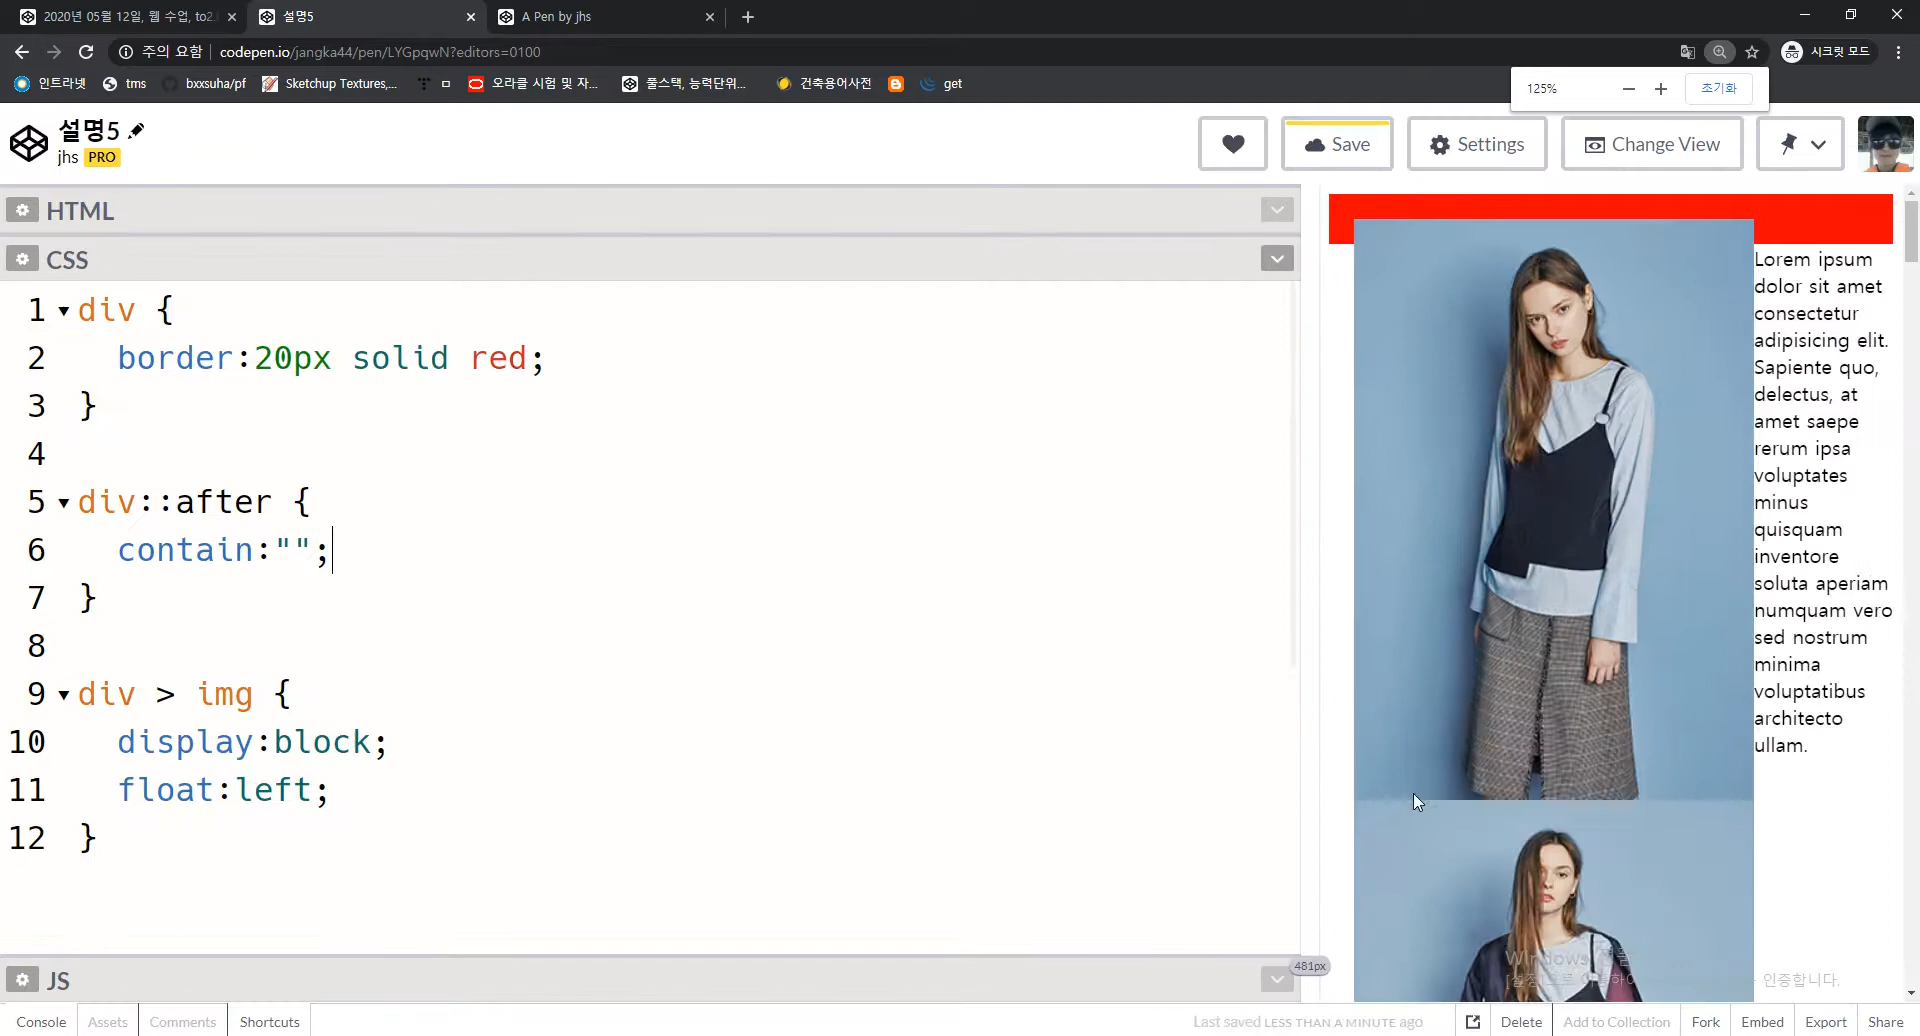 2020년 05월 12일, 웹 수업, to2.
설명5
A Pen by jhs
주의 요함
codepen.io/jangka44/pen/LYGpqwN?editors=0100
시크릿 모드
인트라넷
tms
bxxsuha/pf
Sketchup Textures,...
ㅁ
오라클 시험 및 자...
풀스택, 능력단위...
건축용어사전
get
125%
초기화
설명5
jhs PRO
Save
Settings
Change View
HTML
CSS
1 div {
2 border:20px solid red;
3 }
4
5 div::after {
6 contain:"";
7 }
8
9 div > img {
10 display:block;
11 float:left;
12 }
Lorem ipsum
dolor sit amet
consectetur
adipisicing elit.
Sapiente quo,
delectus, at
amet saepe
rerum ipsa
voluptates
minus
quisquam
inventore
soluta aperiam
numquam vero
sed nostrum
minima
voluptatibus
architecto
ullam.
Windows
인증합니다.
JS
481px
Console
Assets
Comments
Shortcuts
Last saved LESS THAN A MINUTE ago
Delete
Add to Collection
Fork
Embed
Export
Share